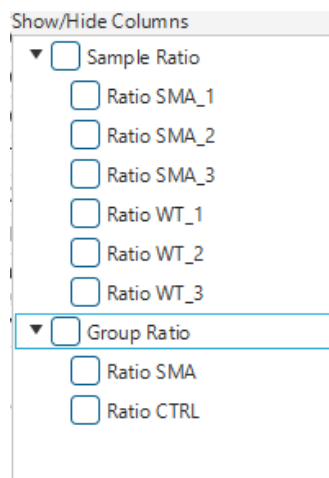 Show/Hide Columns
Sample Ratio
Ratio SMA_1
Ratio SMA_2
Ratio SMA_3
Ratio WT_1
Ratio WT_2
Ratio WT_3
Group Ratio
Ratio SMA
Ratio CTRL